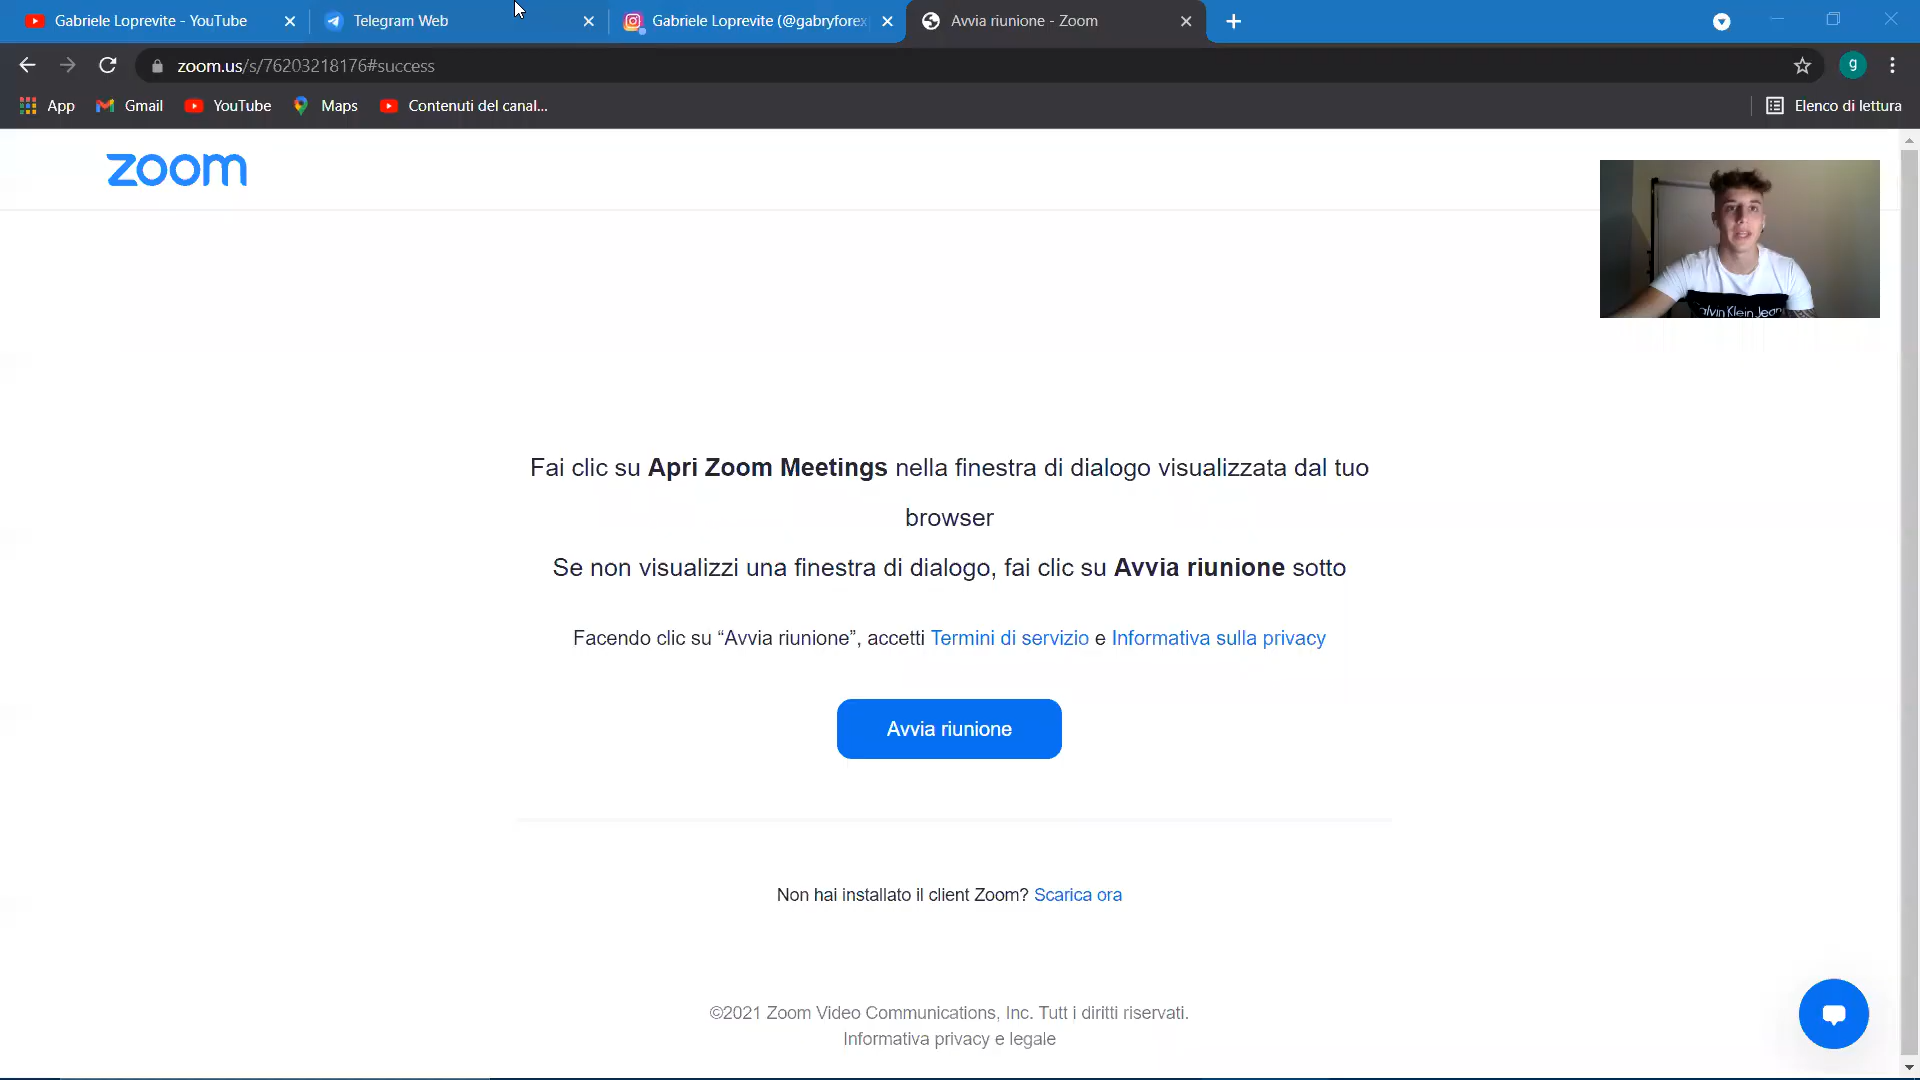 Gabriele Loprevite - YouTube
Telegram Web
Gabriele Loprevite (@gabryforex
Avvia riunione - Zoom
zoom.us/s/76203218176#success
g
App
Gmail
YouTube
Maps
Contenuti del canal...
Elenco di lettura
zoom
alvin Klein Jean
Fai clic su Apri Zoom Meetings nella finestra di dialogo visualizzata dal tuo
browser
Se non visualizzi una finestra di dialogo, fai clic su Avvia riunione sotto
Facendo clic su “Avvia riunione”, accetti Termini di servizio e Informativa sulla privacy
Avvia riunione
Non hai installato il client Zoom? Scarica ora
©2021 Zoom Video Communications, Inc. Tutt i diritti riservati.
Informativa privacy e legale